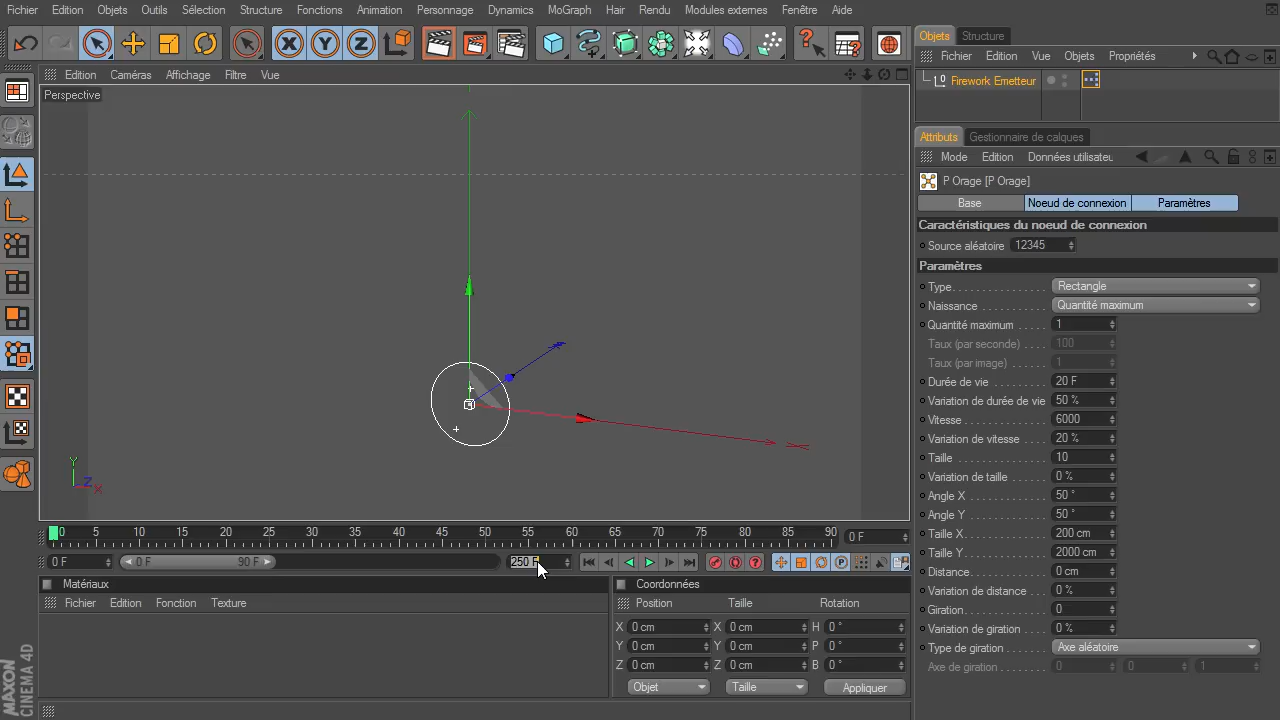 Fichier Edition Objets Outils Sélection Structure Fonctions Animation Personnage Dynamics MoGraph Hair Rendu Modules externes Fenêtre Aide
Edition Caméras Affichage Filtre Vue
Perspective
X Y Z
Y
Z
X
0 5 10 15 20 25 30 35 40 45 50 55 60 65 70 75 80 85 90
0 F
0 F
0 F 90 F
250 F
Matériaux
Fichier Edition Fonction Texture
Coordonnées
Position Taille Rotation
X 0 cm X 0 cm H 0 °
Y 0 cm Y 0 cm P 0 °
Z 0 cm Z 0 cm B 0 °
Objet Taille Appliquer
MAXON
CINEMA 4D
Objets Structure
Fichier Edition Vue Objets Propriétés
Firework Emetteur
Attributs Gestionnaire de calques
Mode Edition Données utilisateu
P Orage [P Orage]
Base Noeud de connexion Paramètres
Caractéristiques du noeud de connexion
Source aléatoire 12345
Paramètres
Type Rectangle
Naissance Quantité maximum
Quantité maximum 1
Taux (par seconde) 100
Taux (par image) 1
Durée de vie 20 F
Variation de durée de vie 50 %
Vitesse 6000
Variation de vitesse 20 %
Taille 10
Variation de taille 0 %
Angle X 50 °
Angle Y 50 °
Taille X 200 cm
Taille Y 2000 cm
Distance 0 cm
Variation de distance 0 %
Giration 0
Variation de giration 0 %
Type de giration Axe aléatoire
Axe de giration 0 0 1